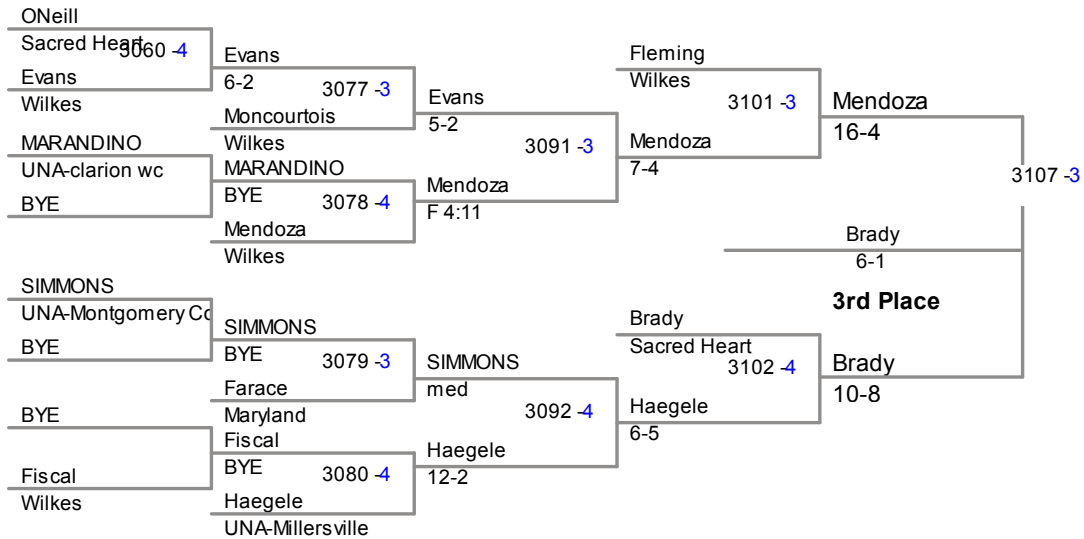 ONeill
Sacred Heart
3060 -4
Evans
Wilkes
MARANDINO
UNA-clarion wc
BYE
SIMMONS
UNA-Montgomery Co
BYE
BYE
Fiscal
Wilkes
Evans
6-2
3077 -3
Moncourtois
Wilkes
MARANDINO
BYE
3078 -4
Mendoza
Wilkes
SIMMONS
BYE
3079 -3
Farace
Maryland
Fiscal
BYE
3080 -4
Haegele
UNA-Millersville
Evans
5-2
3091 -3
Mendoza
F 4:11
SIMMONS
med
3092 -4
Haegele
12-2
Fleming
Wilkes
3101 -3
Mendoza
7-4
Brady
Sacred Heart
3102 -4
Haegele
6-5
Mendoza
16-4
3107 -3
Brady
6-1
3rd Place
Brady
10-8